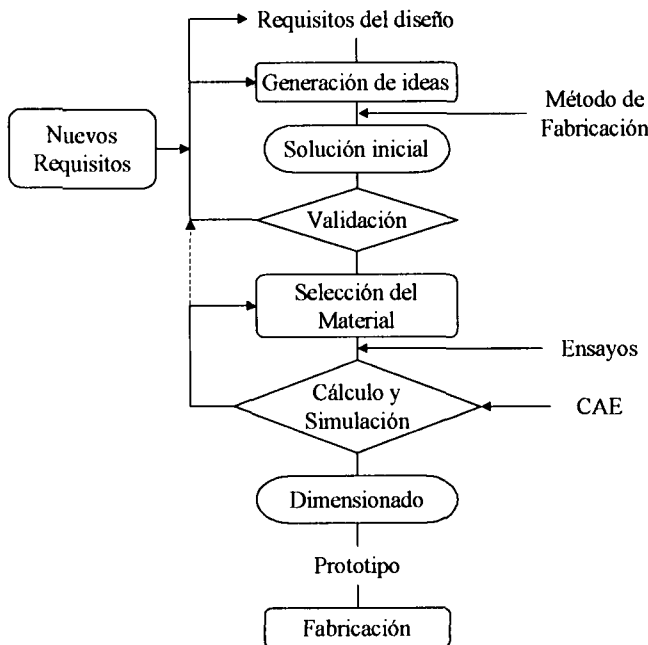 Requisitos del diseño
Generación de ideas
Método de
Fabricación
Nuevos
Requisitos
Solución inicial
Validación
Selección del
Material
Ensayos
Cálculo y
Simulación
CAE
Dimensionado
Prototipo
Fabricación